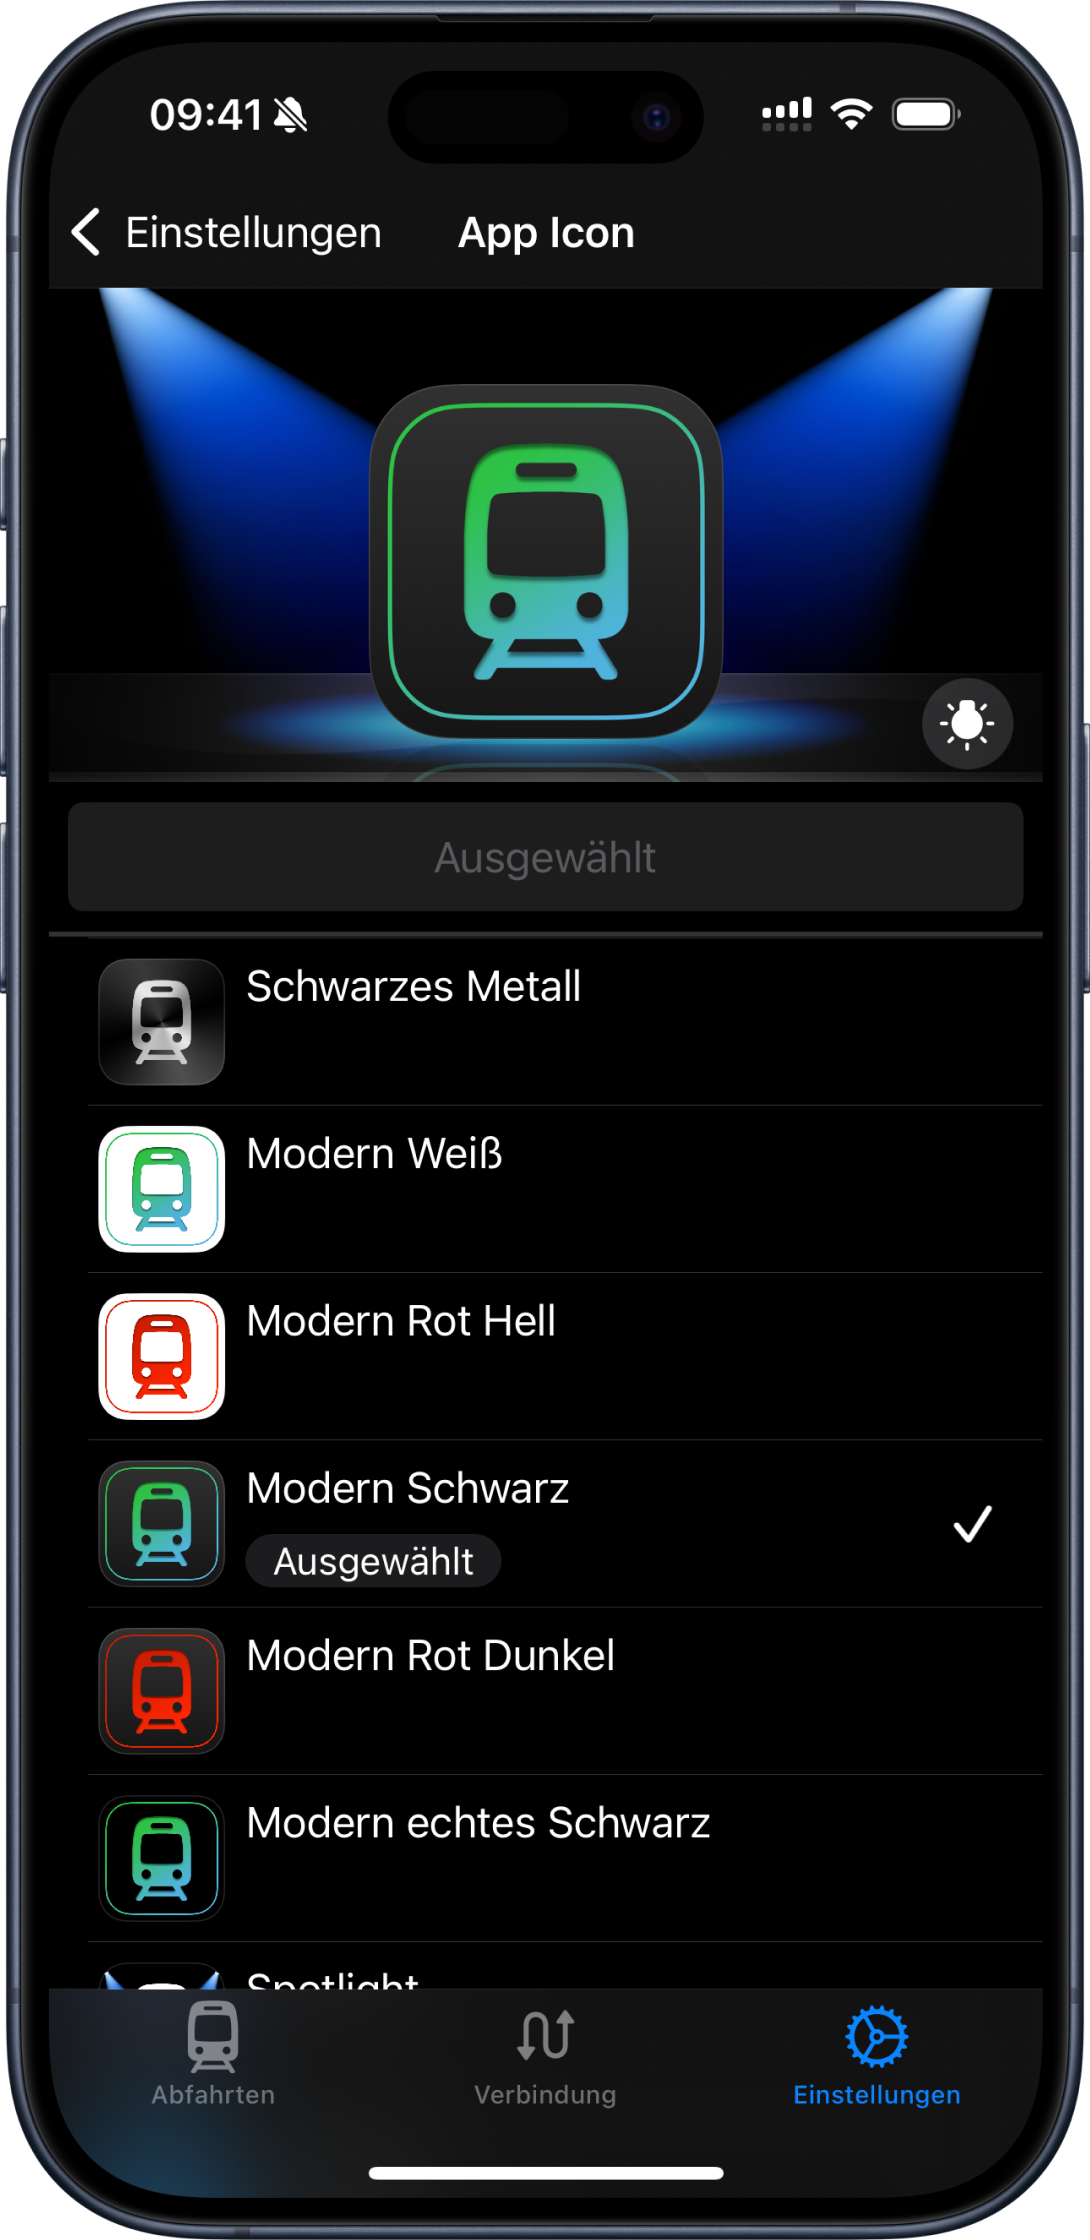 09:41
Einstellungen App Icon
Ausgewählt
Schwarzes Metall
Modern Weiß
Modern Rot Hell
Modern Schwarz
Ausgewählt
Modern Rot Dunkel
Modern echtes Schwarz
Spotlight
Abfahrten Verbindung Einstellungen